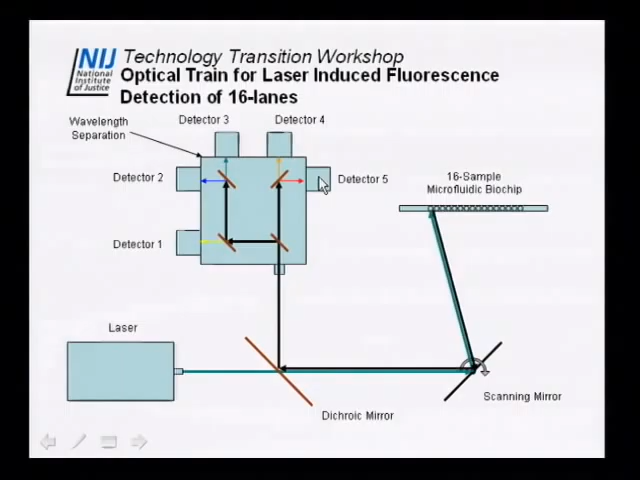 NIJ
National
Institute
of Justice
Technology Transition Workshop
Optical Train for Laser Induced Fluorescence
Detection of 16-lanes
Wavelength
Separation
Detector 3
Detector 4
Detector 2
Detector 5
16-Sample
Microfluidic Biochip
Detector 1
Laser
Scanning Mirror
Dichroic Mirror